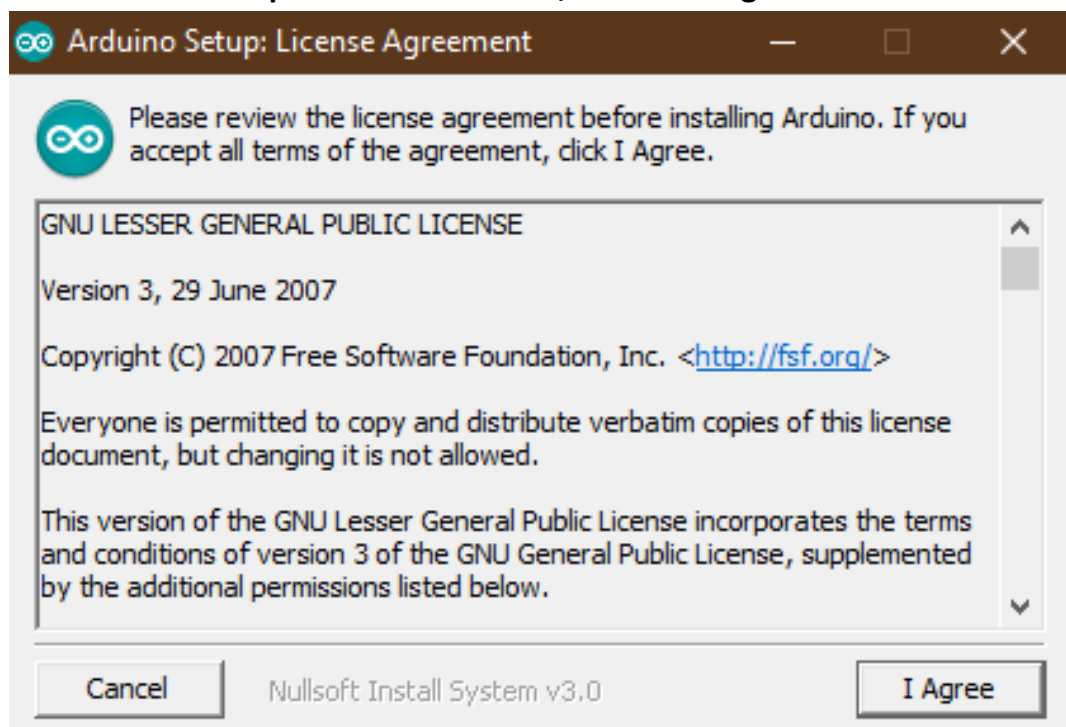 Arduino Setup: License Agreement
Please review the license agreement before installing Arduino. If you
accept all terms of the agreement, click I Agree.
GNU LESSER GENERAL PUBLIC LICENSE
Version 3, 29 June 2007
Copyright (C) 2007 Free Software Foundation, Inc. <http://fsf.org/>
Everyone is permitted to copy and distribute verbatim copies of this license
document, but changing it is not allowed.
This version of the GNU Lesser General Public License incorporates the terms
and conditions of version 3 of the GNU General Public License, supplemented
by the additional permissions listed below.
Cancel
Nullsoft Install System v3.0
I Agree